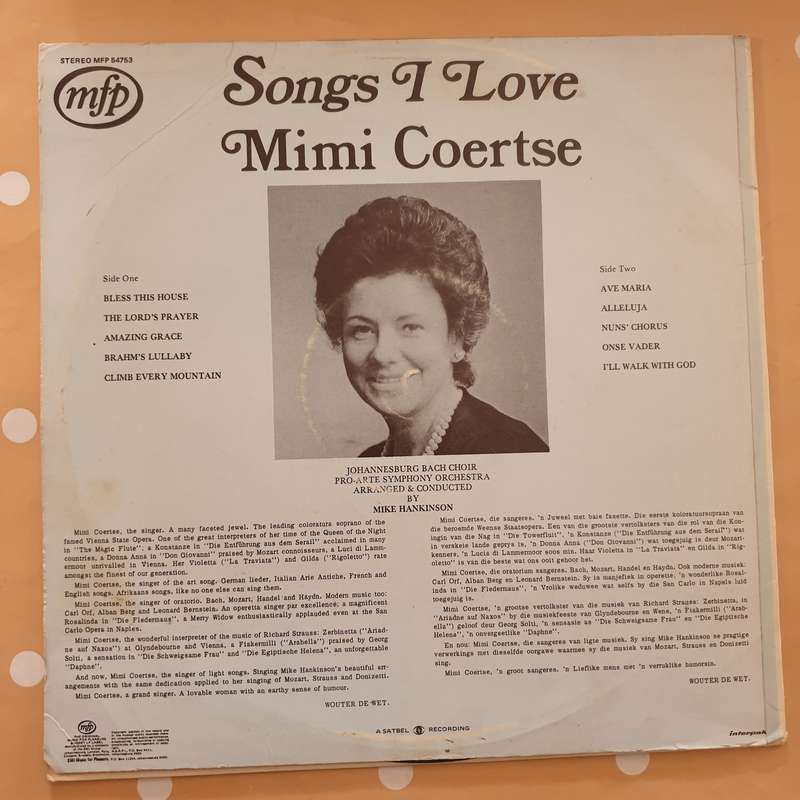 STEREO MFP 54753
mfp
Songs I Love
Mimi Coertse
Side One
BLESS THIS HOUSE
THE LORD'S PRAYER
AMAZING GRACE
BRAHM'S LULLABY
CLIMB EVERY MOUNTAIN
Side Two
AVE MARIA
ALLELUJA
NUNS' CHORUS
ONSE VADER
I'LL WALK WITH GOD
JOHANNESBURG BACH CHOIR
PRO-ARTE SYMPHONY ORCHESTRA
ARRANGED & CONDUCTED
BY
MIKE HANKINSON
Mimi Coertse, the singer. A many faceted jewel. The leading coloratura soprano of the
famed Vienna State Opera. One of the great interpreters of her time of the Queen of the Night
in "The Magic Flute"; a Konstanze in "Die Entführung aus dem Serail" acclaimed in many
countries, a Donna Anna in "Don Giovanni" praised by Mozart connoisseurs, a Luci di Lamm-
ermoor unrivalled in Vienna. Her Violetta ("La Traviata") and Gilda ("Rigoletto") rate
amongst the finest of our generation.
Mimi Coertse, the singer of the art song. German lieder, Italian Arie Antiche, French and
English songs. Afrikaans songs, like no one else can sing them.
Mimi Coertse, the singer of oratorio. Bach, Mozart, Handel and Haydn. Modern music too:
Carl Orf, Alban Berg and Leonard Bernstein. An operetta singer par excellence; a magnificent
Rosalinda in "Die Fledermaus", a Merry Widow enthusiastically applauded even at the San
Carlo Opera in Naples.
Mimi Coertse, the wonderful interpreter of the music of Richard Strauss: Zerbinetta ("Ariad-
ne auf Naxos") at Glyndebourne and Vienna, a Fiakermilli ("Arabella") praised by Georg
Solti, a sensation in "Die Schweigsame Frau" and "Die Egiptische Helena", an unforgettable
"Daphne".
And now, Mimi Coertse, the singer of light songs. Singing Mike Hankinson's beautiful arr-
angements with the same dedication applied to her singing of Mozart, Strauss and Donizetti.
Mimi Coertse, a grand singer. A lovable woman with an earthy sense of humour.
WOUTER DE WET.
Mimi Coertse, die sangeres. 'n Juweel met baie fasette. Die eerste koloratuursopraan van
die beroemde Weense Staatsopera. Een van die grootste vertolksters van die rol van die Kon-
ingin van die Nag in "Die Towerfluit", 'n Konstanze ("Die Entführung aus dem Serail") wat
in verskeie lande geprys is, 'n Donna Anna ("Don Giovanni") wat toegejuig is deur Mozart-
kenners, 'n Lucia di Lammermoor soos min. Haar Violetta in "La Traviata" en Gilda in "Rig-
oletto" is van die beste wat ons ooit gehoor het.
Mimi Coertse, die oratorium sangeres. Bach, Mozart, Handel en Haydn. Ook moderne musiek:
Carl Orf, Alban Berg en Leonard Bernstein. Sy is manjefiek in operette; 'n wonderlike Rosal-
inda in "Die Fledermaus", 'n Vrolike weduwee wat selfs by die San Carlo in Napels luid
toegejuig is.
Mimi Coertse, 'n grootse vertolkster van die musiek van Richard Strauss: Zerbinetta, in
"Ariadne auf Naxos" by die musiekfeeste van Glyndebourne en Wene, 'n Fiakermilli ("Arab-
ella") geloof deur Georg Solti, 'n sensasie as "Die Schweigsame Frau" en "Die Egiptische
Helena", 'n onvergeetlike "Daphne".
En nou: Mimi Coertse, die sangeres van ligte musiek. Sy sing Mike Hankinson se pragtige
verwerkings met dieselfde oorgawe waarmee sy die musiek van Mozart, Strauss en Donizetti
sing.
Mimi Coertse, 'n groot sangeres. 'n Lieflike mens met 'n verruklike humorsin.
WOUTER DE WET.
mfp
A SATBEL RECORDING
interpak